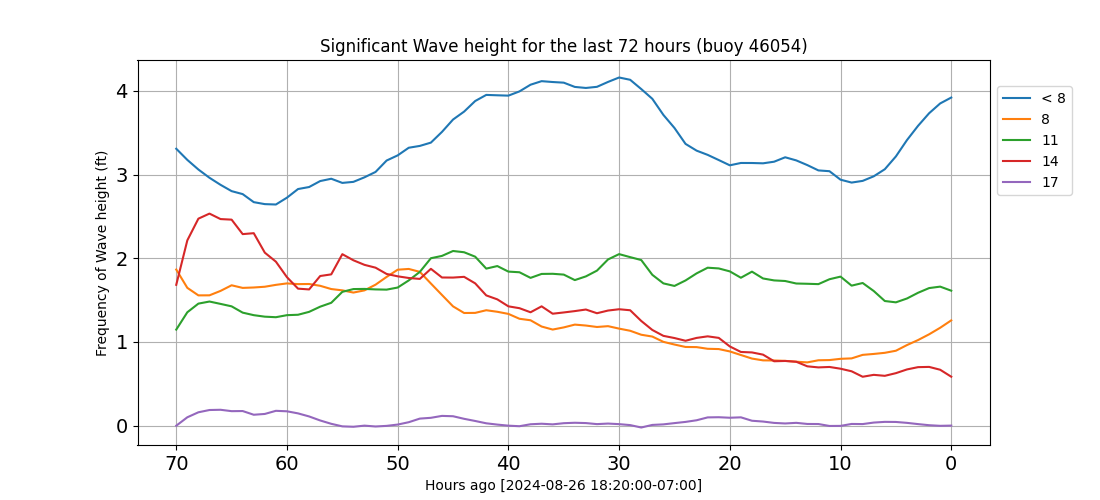 Significant Wave height for the last 72 hours (buoy 46054)
Frequency of Wave height (ft)
4
3
2
1
0
70 60 50 40 30 20 10 0
Hours ago [2024-08-26 18:20:00-07:00]
< 8
8
11
14
17